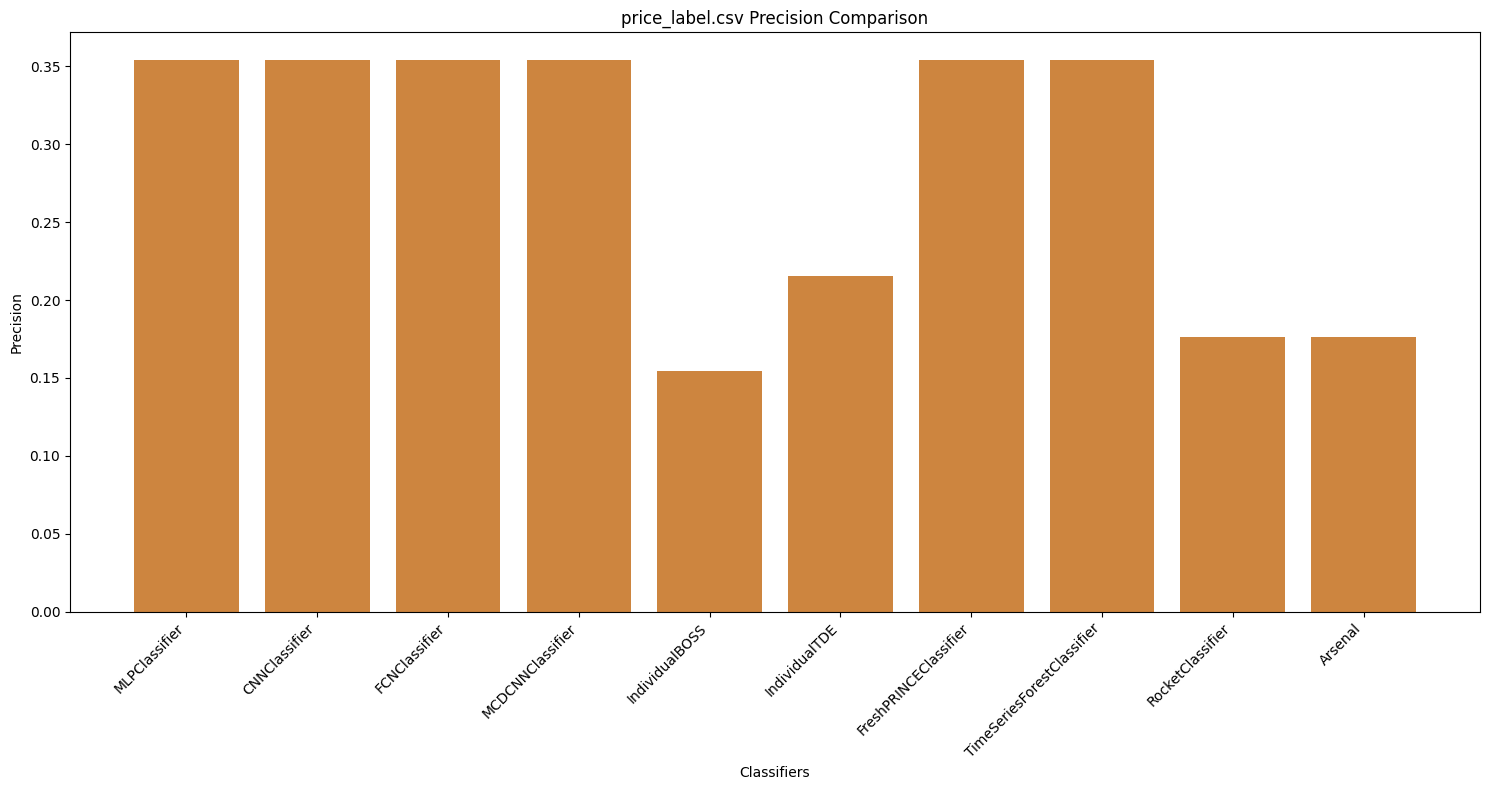 price_label.csv Precision Comparison
Precision
0.35
0.30
0.25
0.20
0.15
0.10
0.05
0.00
MLPClassifier
CNNClassifier
FCNClassifier
MCDCNNClassifier
IndividualBOSS
IndividualTDE
FreshPRINCEClassifier
TimeSeriesForestClassifier
RocketClassifier
Arsenal
Classifiers